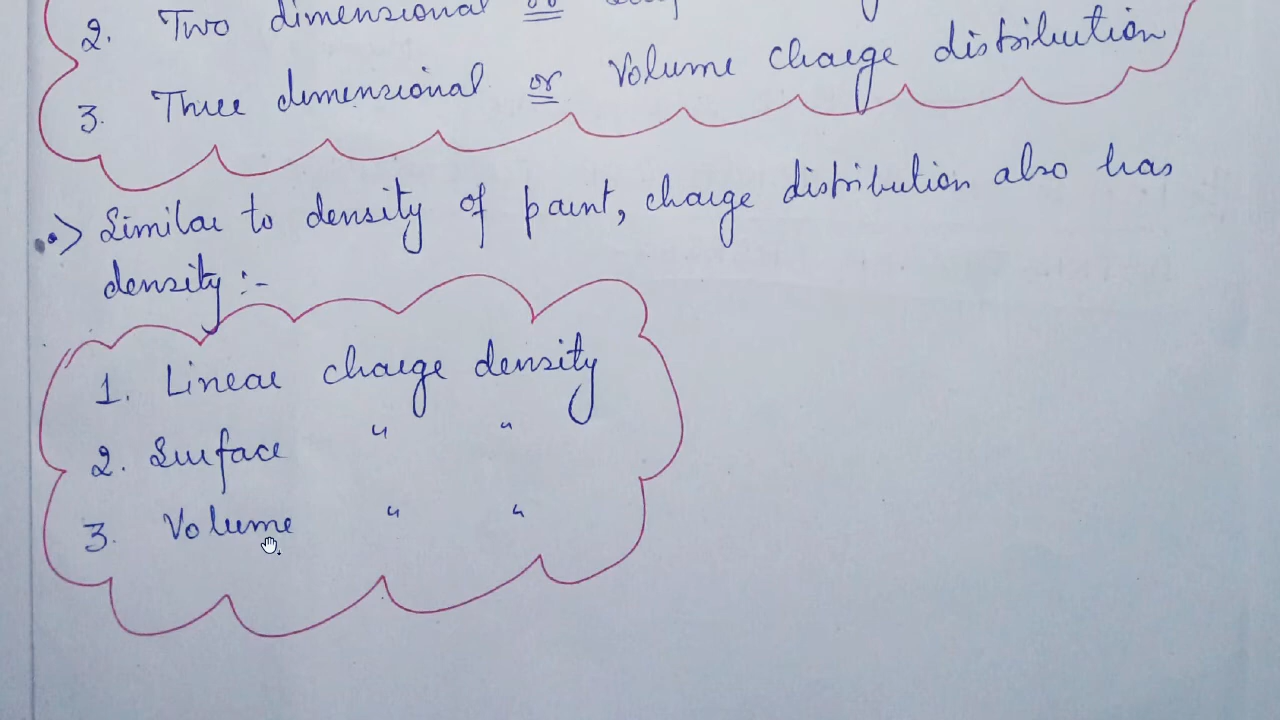 2. Two dimensional or
3. Three dimensional or Volume charge distribution
Similar to density of paint, charge distribution also has
density :-
1. Linear charge density
2. Surface " "
3. Volume " "